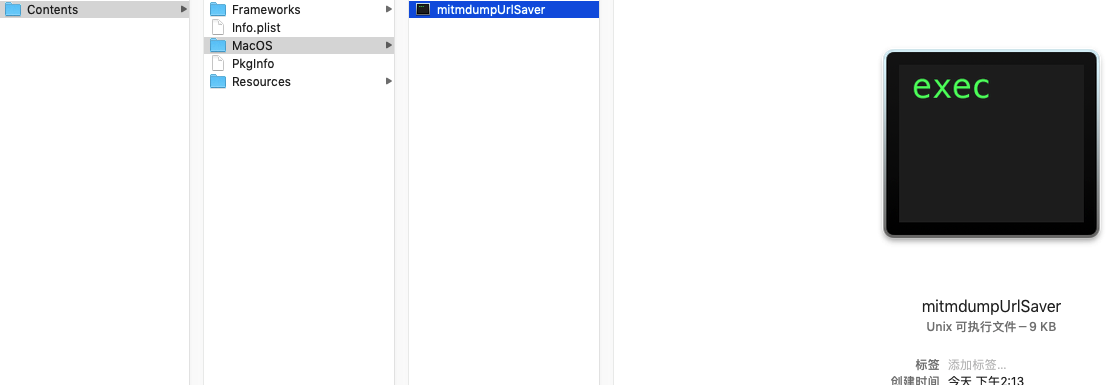 Contents
Frameworks
Info.plist
MacOS
PkgInfo
Resources
mitmdumpUrlSaver
exec
mitmdumpUrlSaver
Unix 可执行文件 – 9 KB
标签 添加标签...
创建时间 今天 下午2:13